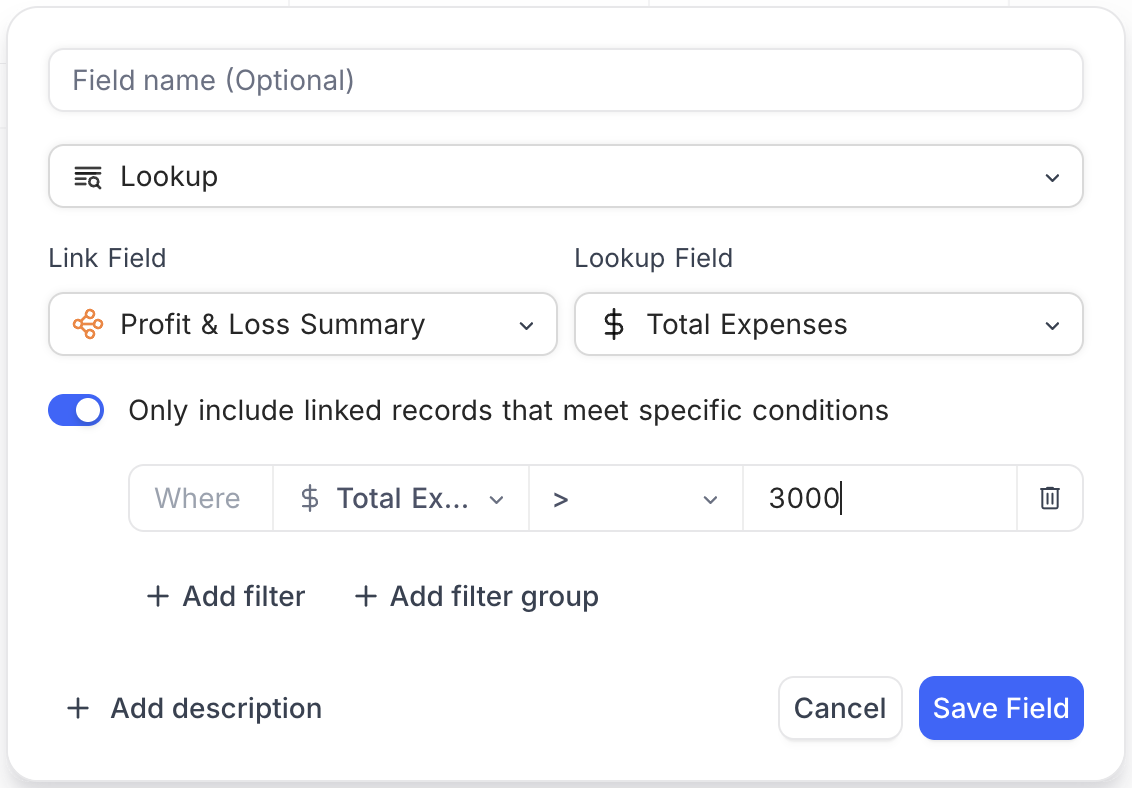 Field name (Optional)
Lookup
Link Field Lookup Field
Profit & Loss Summary $ Total Expenses
Only include linked records that meet specific conditions
Where $ Total Ex... > 3000
+ Add filter + Add filter group
+ Add description Cancel Save Field